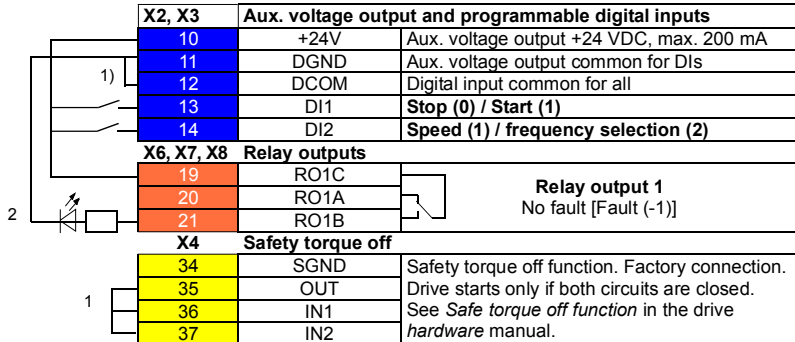 X2, X3 Aux. voltage output and programmable digital inputs
10 +24V Aux. voltage output +24 VDC, max. 200 mA
11 DGND Aux. voltage output common for DIs
1) 12 DCOM Digital input common for all
13 DI1 Stop (0) / Start (1)
14 DI2 Speed (1) / frequency selection (2)
X6, X7, X8 Relay outputs
19 RO1C Relay output 1
20 RO1A No fault [Fault (-1)]
2 21 RO1B
X4 Safety torque off
34 SGND Safety torque off function. Factory connection.
35 OUT Drive starts only if both circuits are closed.
1 36 IN1 See Safe torque off function in the drive
37 IN2 hardware manual.